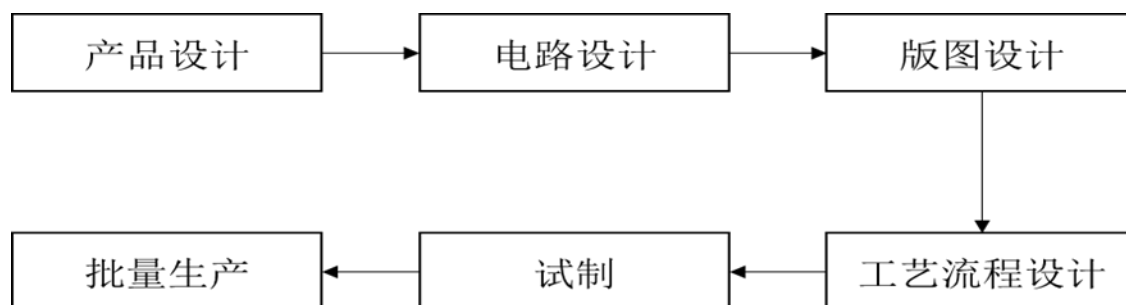 产品设计
电路设计
版图设计
工艺流程设计
试制
批量生产